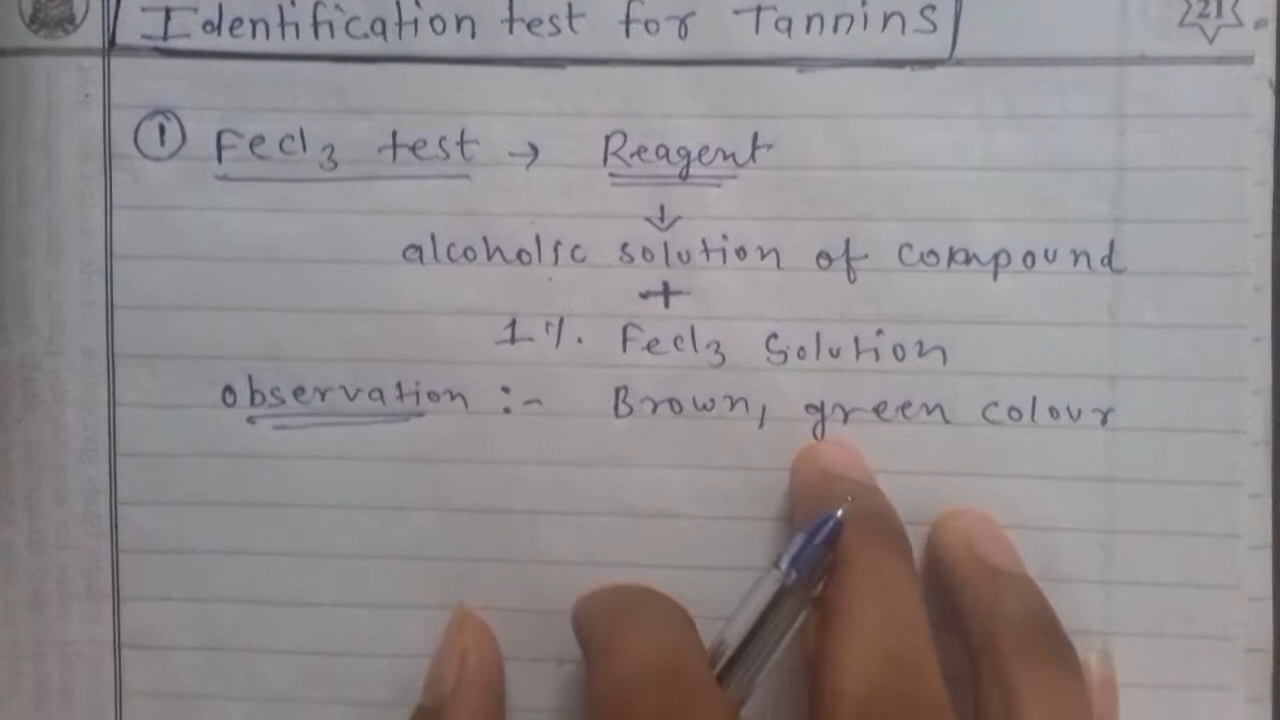 Identification test for Tannins
21
① Fecl3 test → Reagent
↓
alcoholic solution of compound
+
1%. Fecl3 Solution
observation :- Brown, green colour